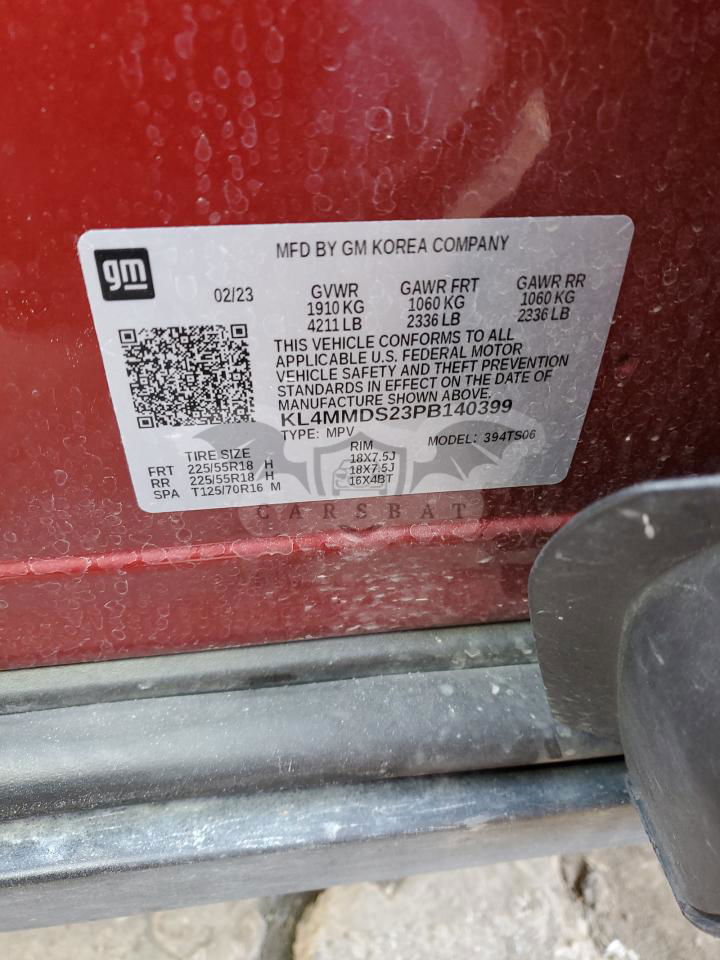 gm
MFD BY GM KOREA COMPANY
02/23
GVWR GAWR FRT GAWR RR
1910 KG 1060 KG 1060 KG
4211 LB 2336 LB 2336 LB
THIS VEHICLE CONFORMS TO ALL
APPLICABLE U.S. FEDERAL MOTOR
VEHICLE SAFETY AND THEFT PREVENTION
STANDARDS IN EFFECT ON THE DATE OF
MANUFACTURE SHOWN ABOVE.
KL4MMDS23PB140399
TYPE: MPV MODEL: 394TS06
TIRE SIZE RIM
FRT 225/55R18 H 18X7.5J
RR 225/55R18 H 18X7.5J
SPA T125/70R16 M 16X4BT
CARSBAT